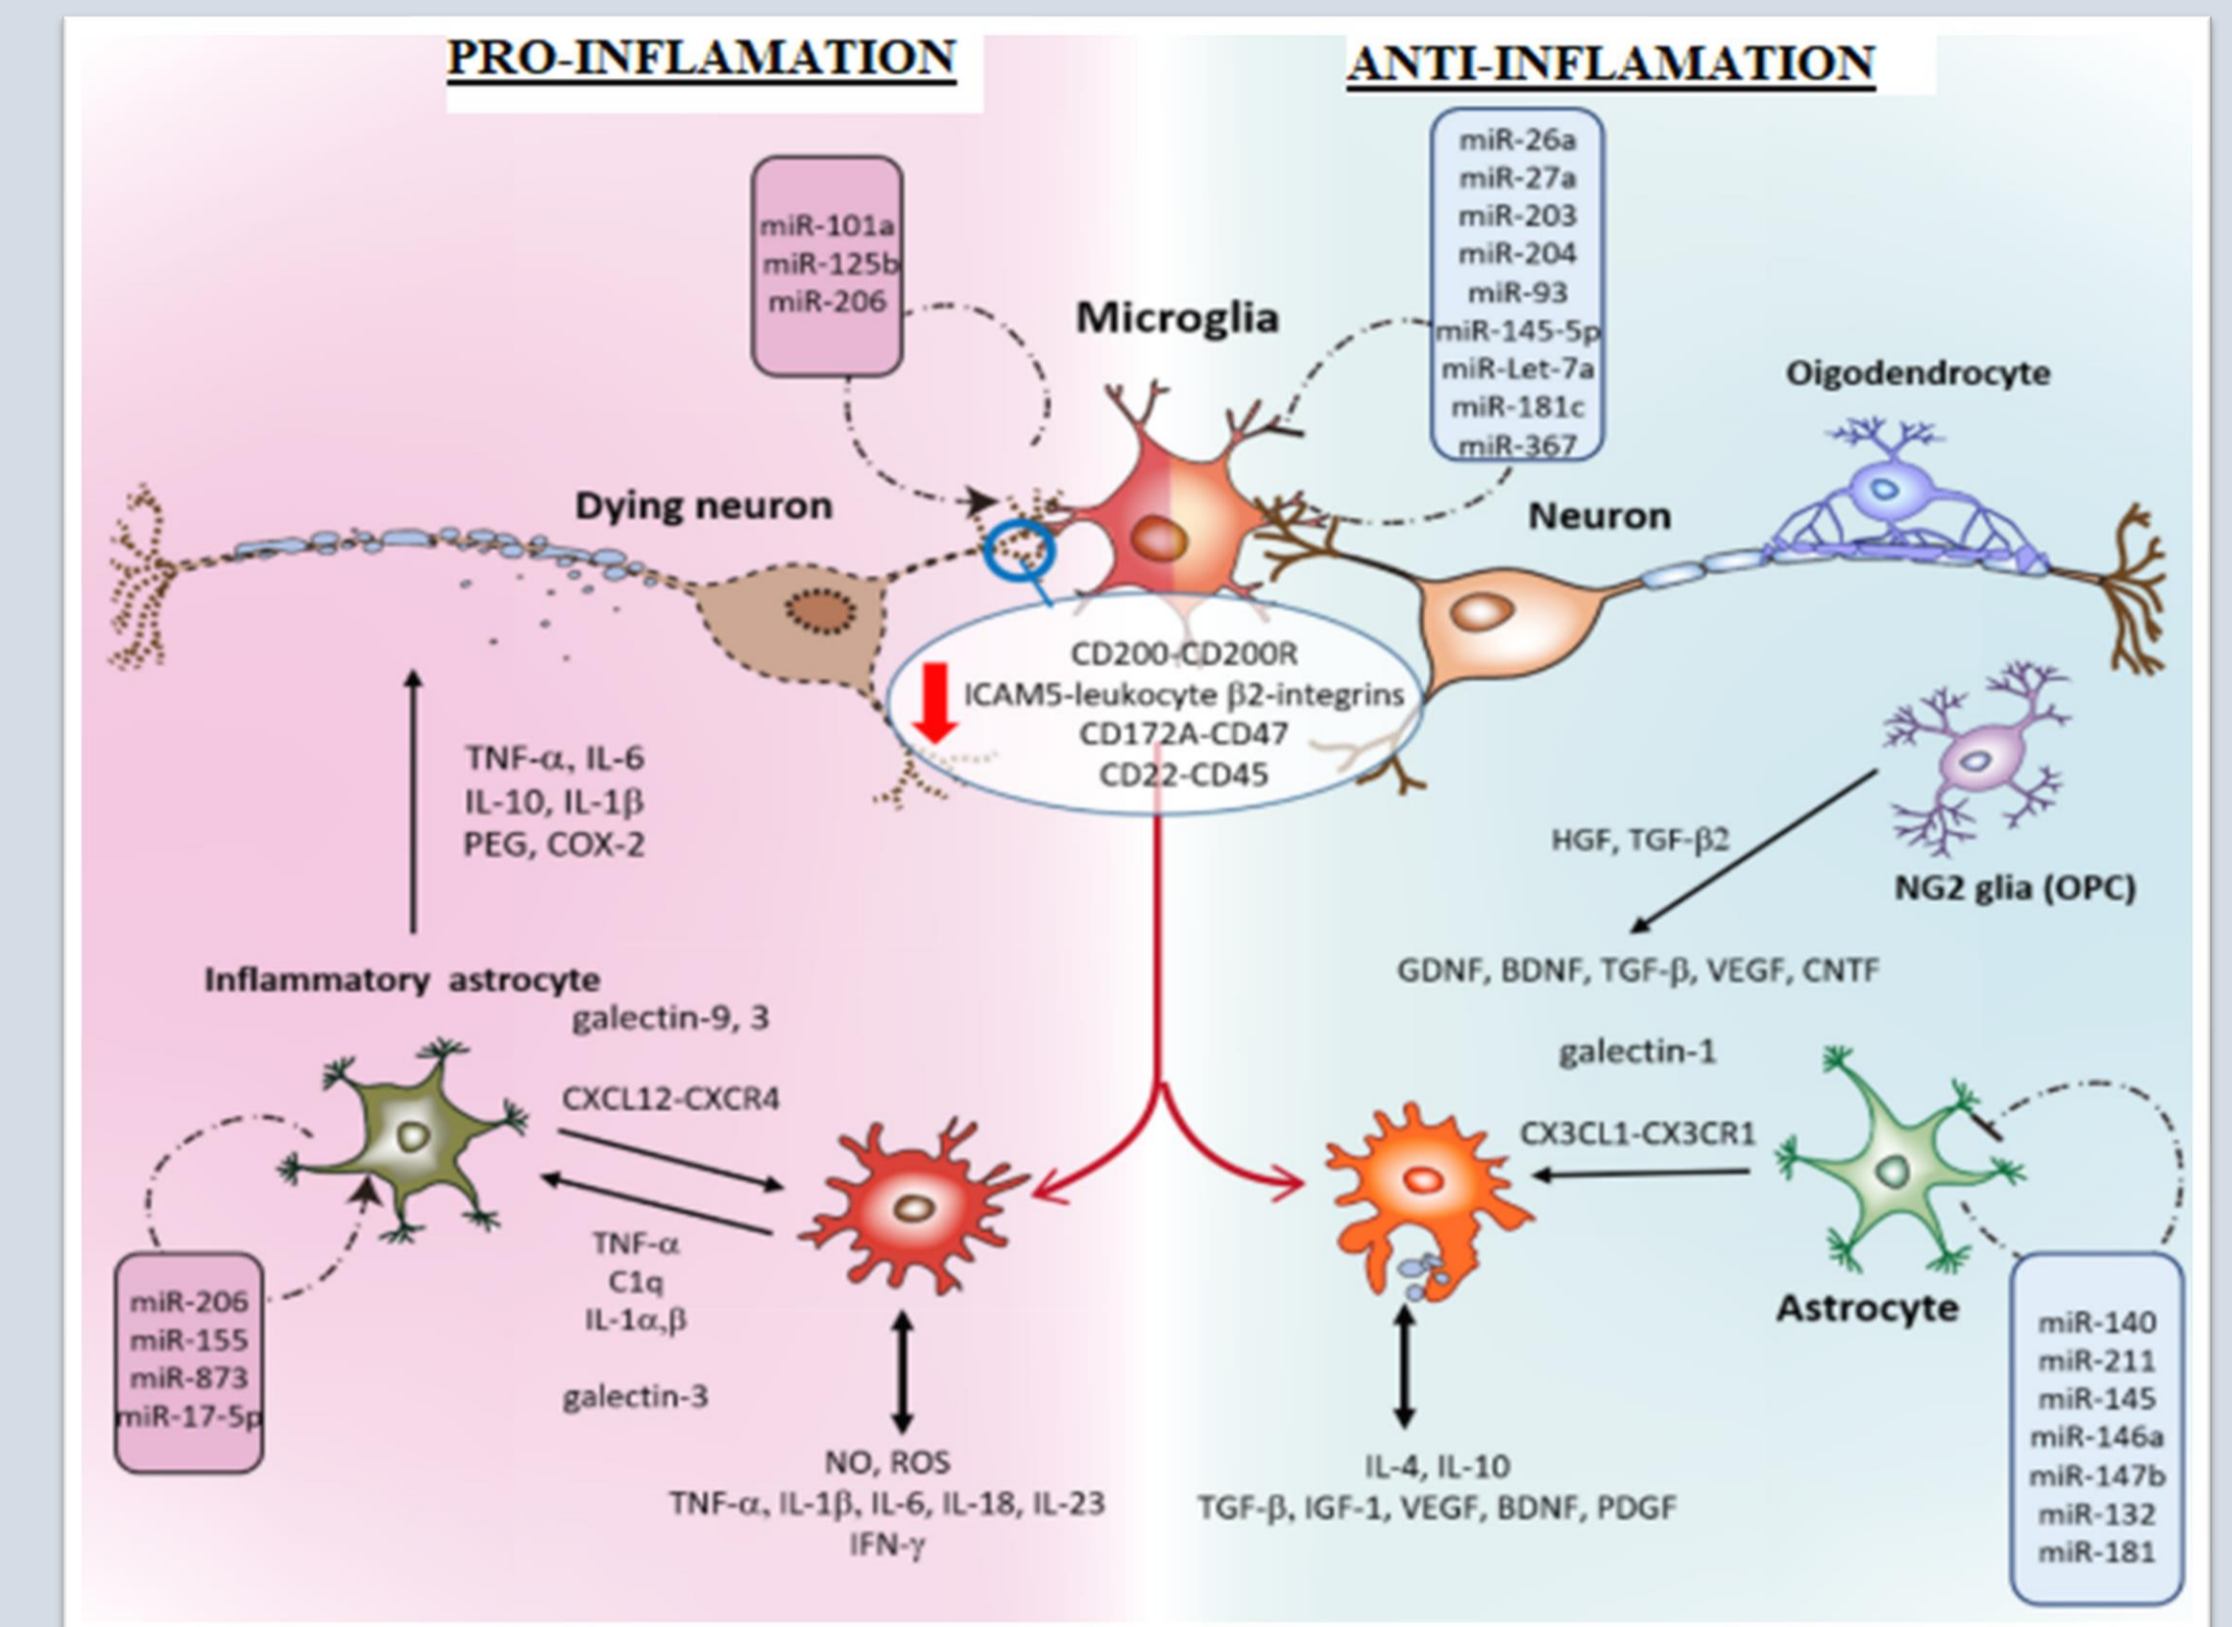 PRO-INFLAMATION
ANTI-INFLAMATION
miR-101a
miR-125b
miR-206
miR-26a
miR-27a
miR-203
miR-204
miR-93
miR-145-5p
miR-Let-7a
miR-181c
miR-367
Microglia
Oigodendrocyte
Dying neuron
Neuron
CD200-CD200R
ICAM5-leukocyte β2-integrins
CD172A-CD47
CD22-CD45
TNF-α, IL-6
IL-10, IL-1β
PEG, COX-2
HGF, TGF-β2
NG2 glia (OPC)
GDNF, BDNF, TGF-β, VEGF, CNTF
Inflammatory astrocyte
galectin-9, 3
CXCL12-CXCR4
galectin-1
CX3CL1-CX3CR1
TNF-α
C1q
IL-1α,β
galectin-3
Astrocyte
miR-206
miR-155
miR-873
miR-17-5p
NO, ROS
TNF-α, IL-1β, IL-6, IL-18, IL-23
IFN-γ
IL-4, IL-10
TGF-β, IGF-1, VEGF, BDNF, PDGF
miR-140
miR-211
miR-145
miR-146a
miR-147b
miR-132
miR-181